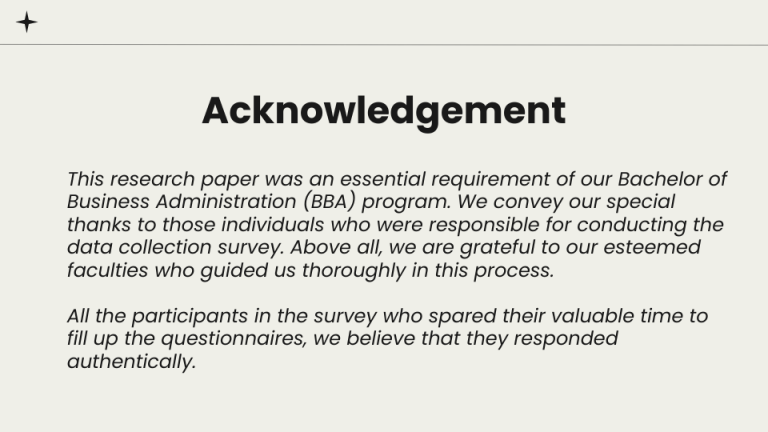 Acknowledgement
This research paper was an essential requirement of our Bachelor of
Business Administration (BBA) program. We convey our special
thanks to those individuals who were responsible for conducting the
data collection survey. Above all, we are grateful to our esteemed
faculties who guided us thoroughly in this process.
All the participants in the survey who spared their valuable time to
fill up the questionnaires, we believe that they responded
authentically.